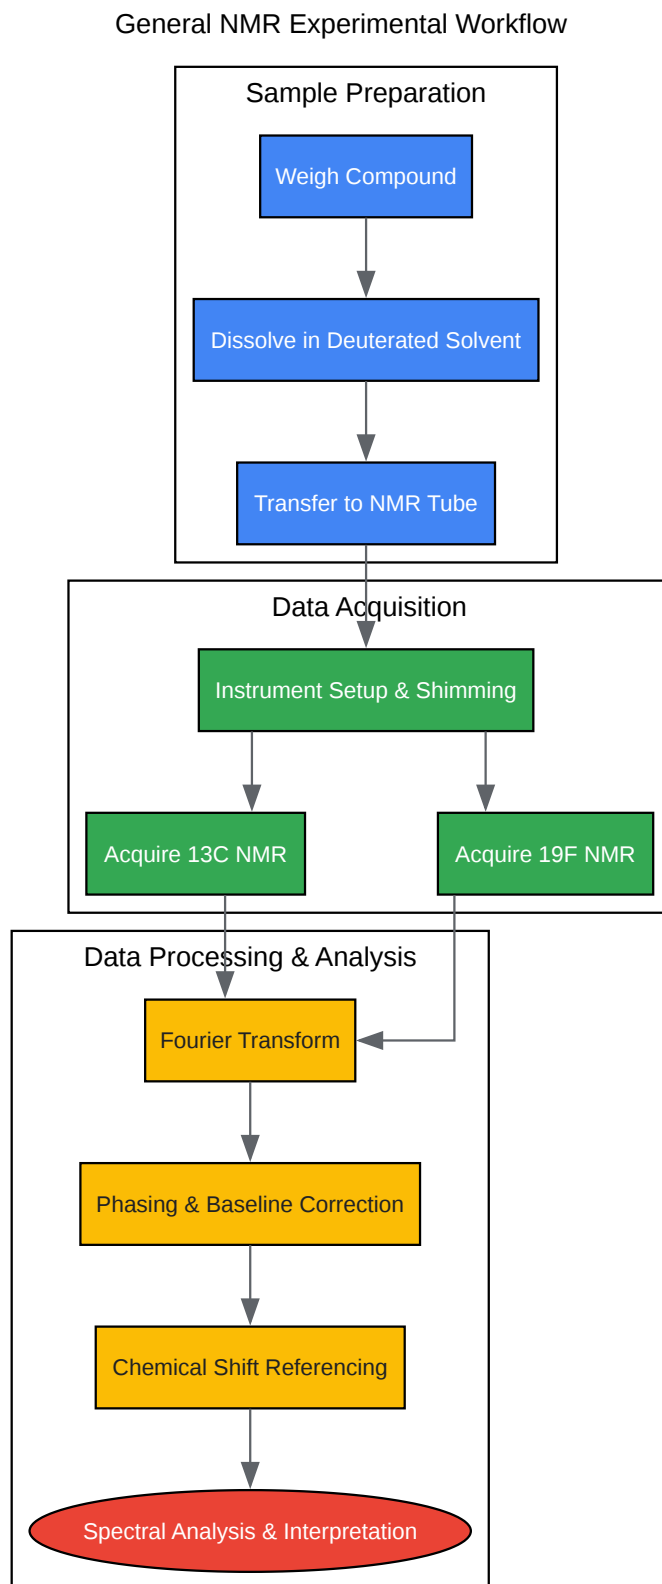 General NMR Experimental Workflow
Sample Preparation
Weigh Compound
Dissolve in Deuterated Solvent
Transfer to NMR Tube
Data Acquisition
Instrument Setup & Shimming
Acquire 13C NMR
Acquire 19F NMR
Data Processing & Analysis
Fourier Transform
Phasing & Baseline Correction
Chemical Shift Referencing
Spectral Analysis & Interpretation